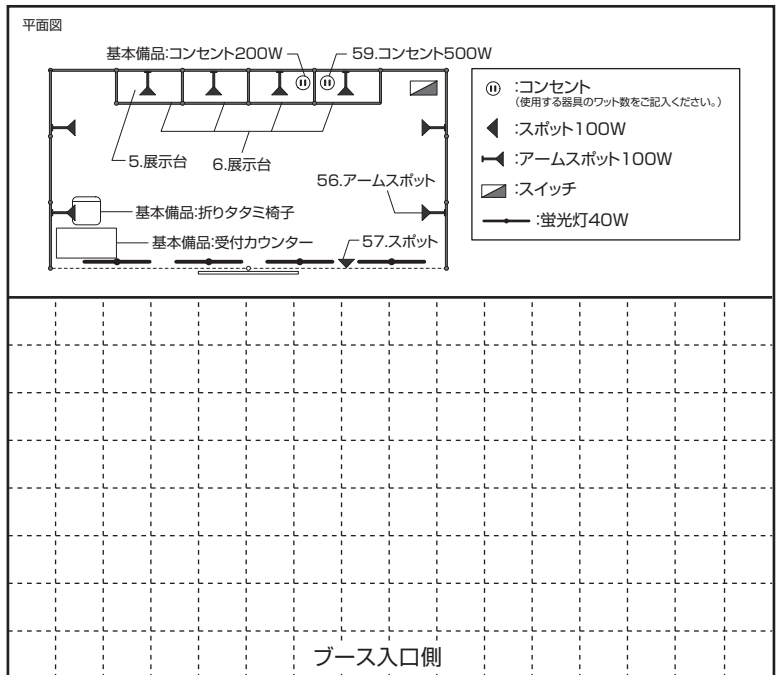 平面図
基本備品:コンセント200W
59.コンセント500W
5.展示台
6.展示台
56.アームスポット
基本備品:折りタタミ椅子
基本備品:受付カウンター
57.スポット
:コンセント
(使用する器具のワット数をご記入ください。)
:スポット100W
:アームスポット100W
:スイッチ
:蛍光灯40W
ブース入口側